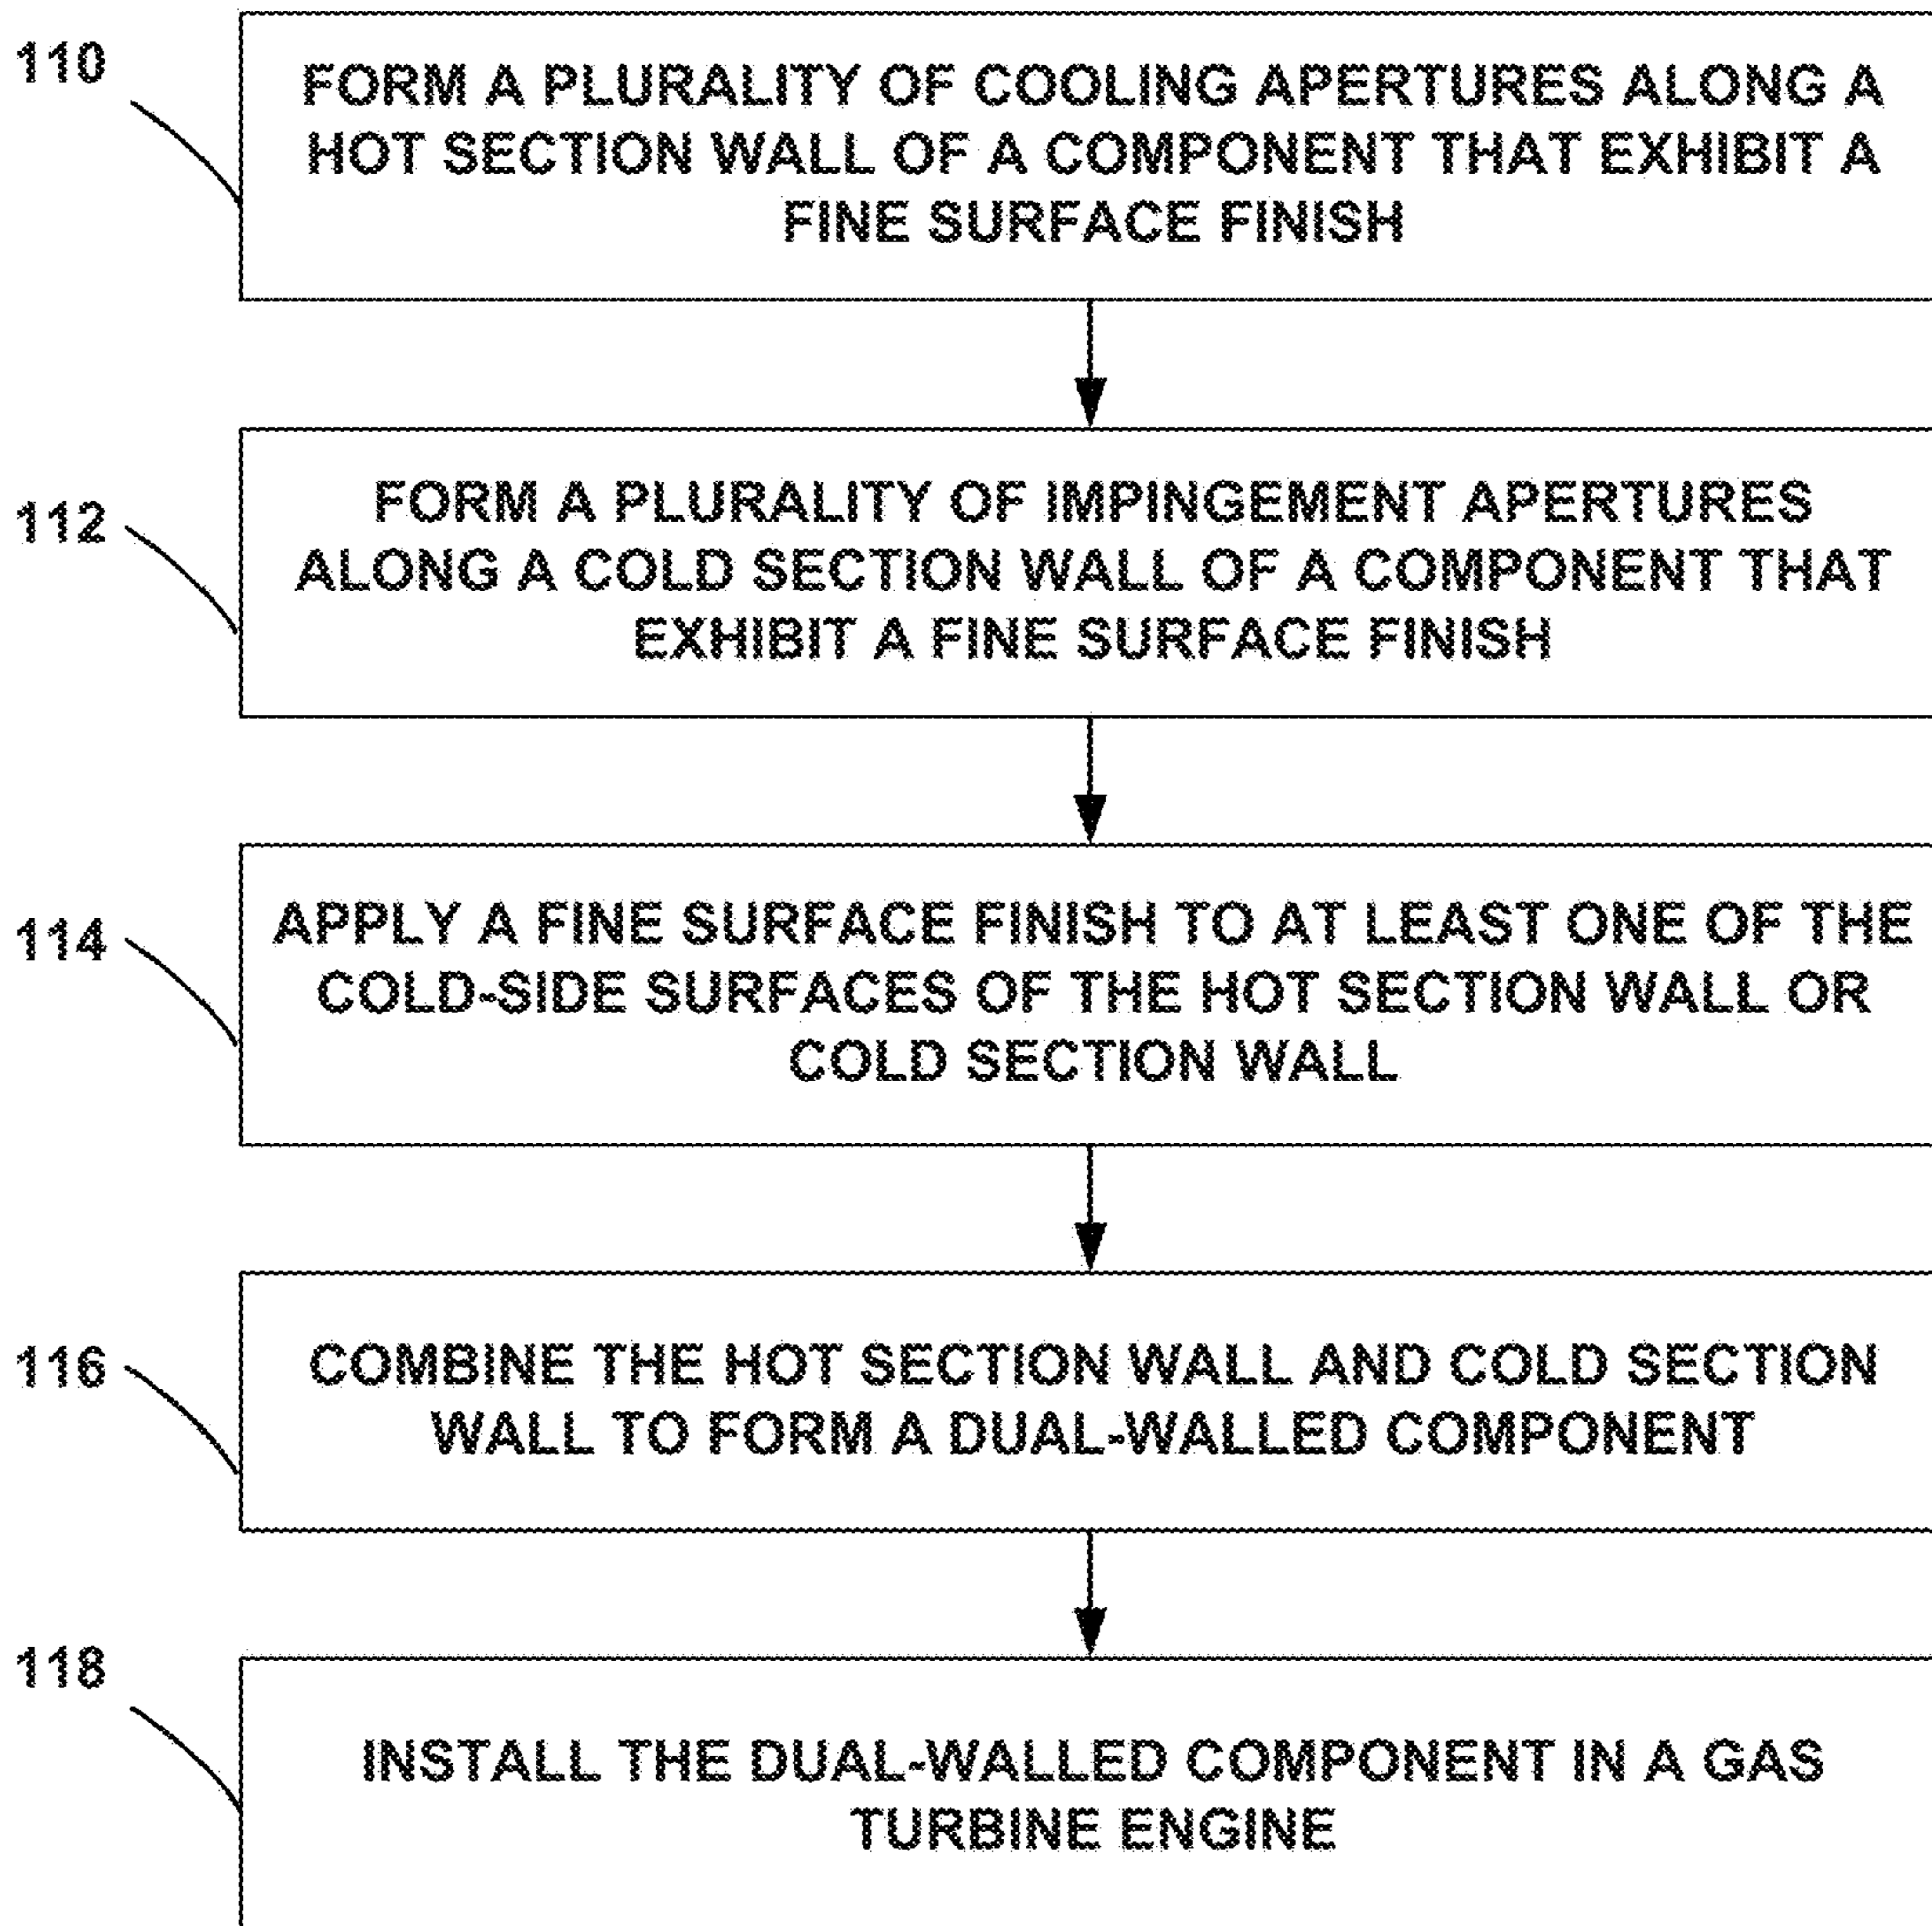 110
FORM A PLURALITY OF COOLING APERTURES ALONG A
HOT SECTION WALL OF A COMPONENT THAT EXHIBIT A
FINE SURFACE FINISH
112
FORM A PLURALITY OF IMPINGEMENT APERTURES
ALONG A COLD SECTION WALL OF A COMPONENT THAT
EXHIBIT A FINE SURFACE FINISH
114
APPLY A FINE SURFACE FINISH TO AT LEAST ONE OF THE
COLD-SIDE SURFACES OF THE HOT SECTION WALL OR
COLD SECTION WALL
116
COMBINE THE HOT SECTION WALL AND COLD SECTION
WALL TO FORM A DUAL-WALLED COMPONENT
118
INSTALL THE DUAL-WALLED COMPONENT IN A GAS
TURBINE ENGINE